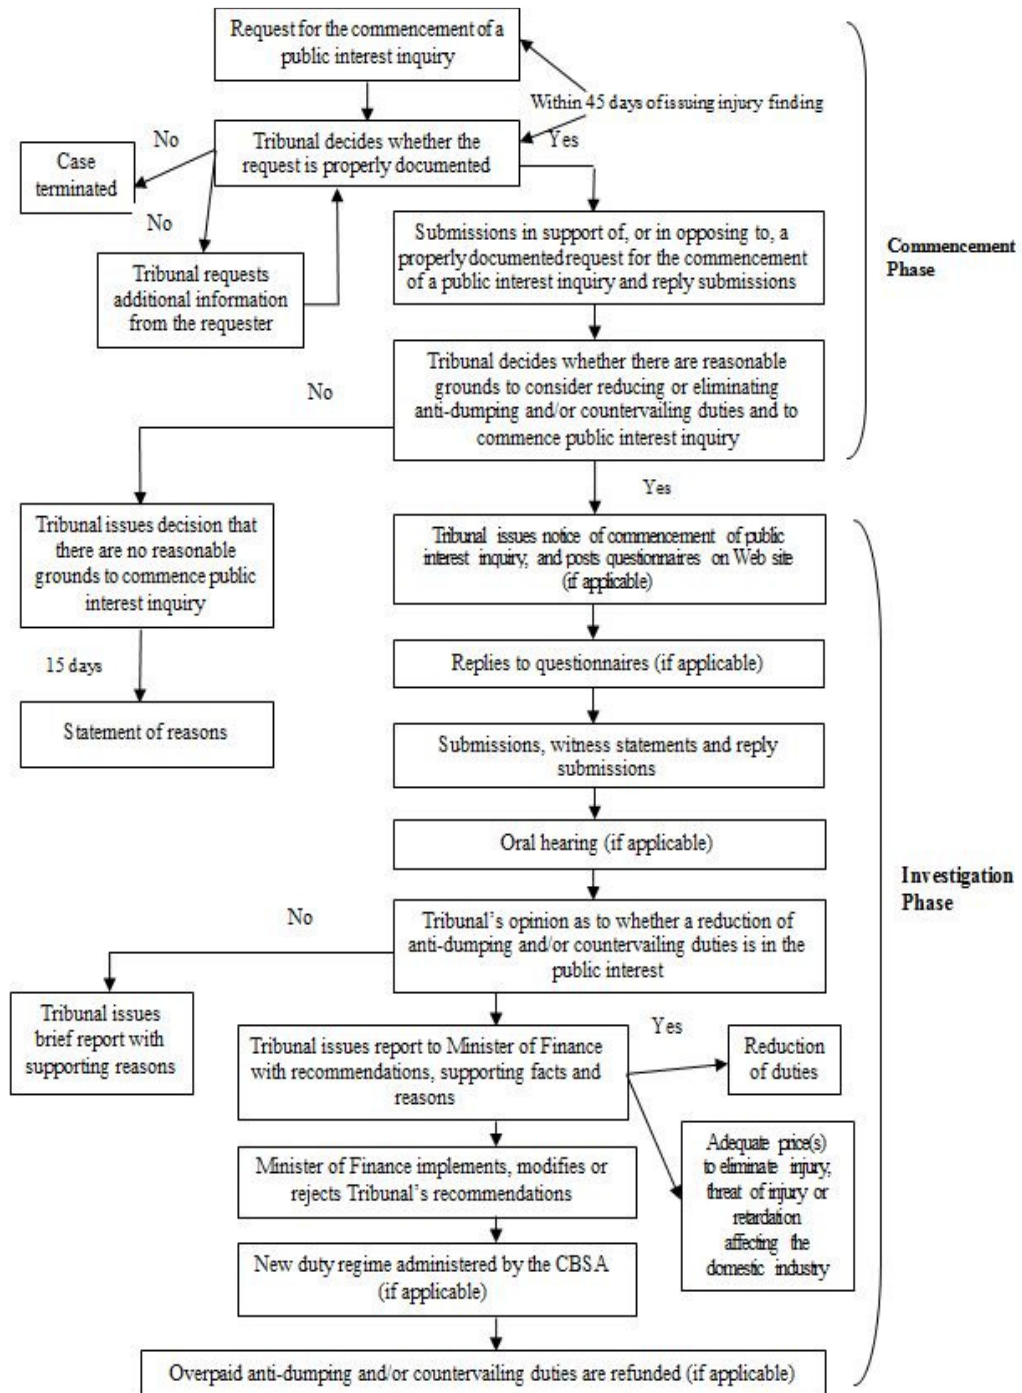 Request for the commencement of a
public interest inquiry
Within 45 days of issuing injury finding
No
Tribunal decides whether the
request is properly documented
Yes
Case
terminated
No
Tribunal requests
additional information
from the requester
Submissions in support of, or in opposing to, a
properly documented request for the commencement
of a public interest inquiry and reply submissions
Commencement
Phase
Tribunal decides whether there are reasonable
grounds to consider reducing or eliminating
anti-dumping and/or countervailing duties and to
commence public interest inquiry
No
Yes
Tribunal issues decision that
there are no reasonable
grounds to commence public
interest inquiry
15 days
Statement of reasons
Tribunal issues notice of commencement of public
interest inquiry, and posts questionnaires on Web site
(if applicable)
Replies to questionnaires (if applicable)
Submissions, witness statements and reply
submissions
Oral hearing (if applicable)
Investigation
Phase
Tribunal's opinion as to whether a reduction of
anti-dumping and/or countervailing duties is in the
public interest
No
Tribunal issues
brief report with
supporting reasons
Yes
Tribunal issues report to Minister of Finance
with recommendations, supporting facts and
reasons
Reduction
of duties
Adequate price(s)
to eliminate injury,
threat of injury or
retardation
affecting the
domestic industry
Minister of Finance implements, modifies or
rejects Tribunal's recommendations
New duty regime administered by the CBSA
(if applicable)
Overpaid anti-dumping and/or countervailing duties are refunded (if applicable)